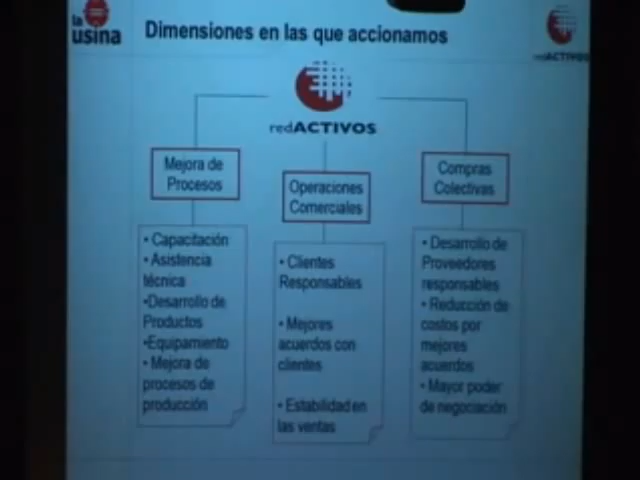 la
usina
Dimensiones en las que accionamos
redACTIVOS
redACTIVOS
Mejora de
Procesos
Operaciones
Comerciales
Compras
Colectivas
• Capacitación
• Asistencia
técnica
•Desarrollo de
Productos
•Equipamiento
• Mejora de
procesos de
producción
• Clientes
Responsables
• Mejores
acuerdos con
clientes
• Estabilidad en
las ventas
• Desarrollo de
Proveedores
responsables
• Reducción de
costos por
mejores
acuerdos
• Mayor poder
de negociación